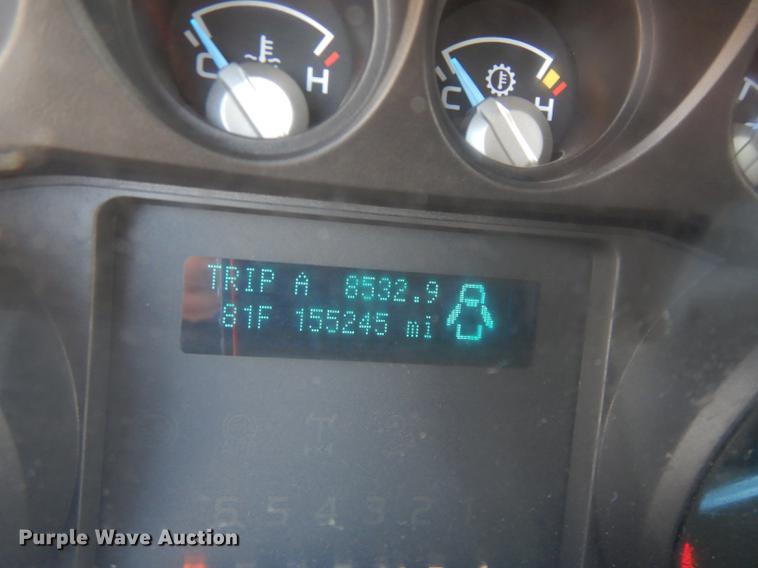 C H
C H
TRIP A 8532.9
81F 155245 mi
6 5 4 3 2 1
Purple Wave Auction